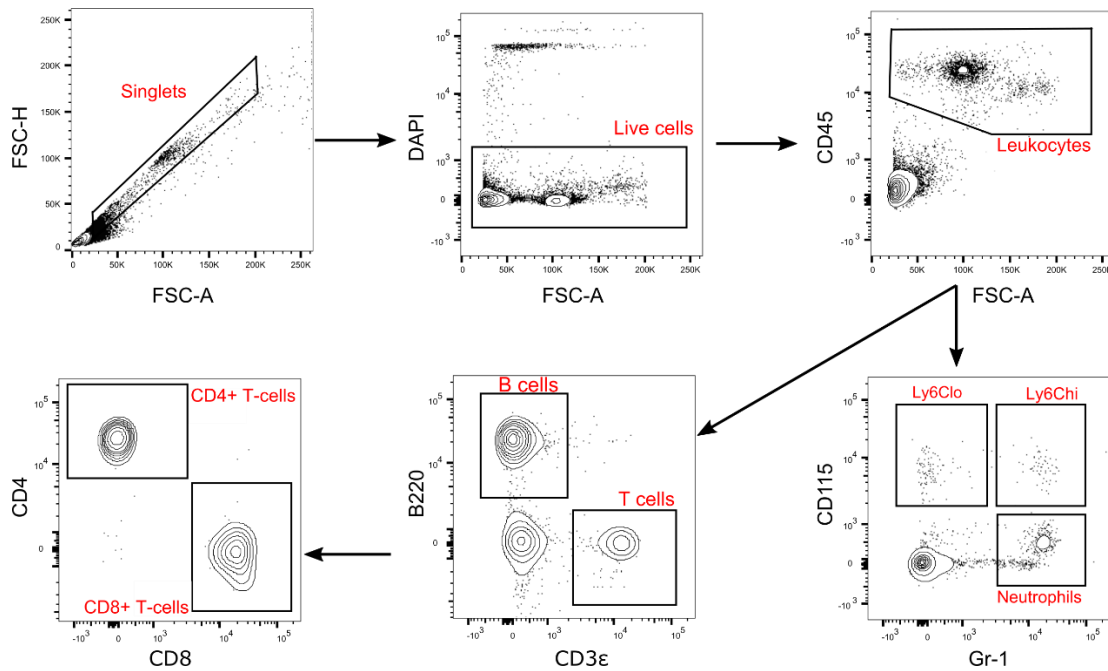 250K
200K
150K
100K
50K
0
FSC-H
Singlets
0 50K 100K 150K 200K 250K
FSC-A
10^5
10^4
10^3
0
-10^3
DAPI
Live cells
0 50K 100K 150K 200K 250K
FSC-A
10^5
10^4
10^3
0
-10^3
CD45
Leukocytes
0 50K 100K 150K 200K 250K
FSC-A
10^5
10^4
10^3
0
CD4
CD4+ T-cells
CD8+ T-cells
-10^3 0 10^3 10^4 10^5
CD8
10^5
10^4
10^3
0
B220
B cells
T cells
-10^3 0 10^3 10^4 10^5
CD3ε
10^5
10^4
10^3
0
-10^3
CD115
Ly6Clo
Ly6Chi
Neutrophils
-10^3 0 10^3 10^4 10^5
Gr-1